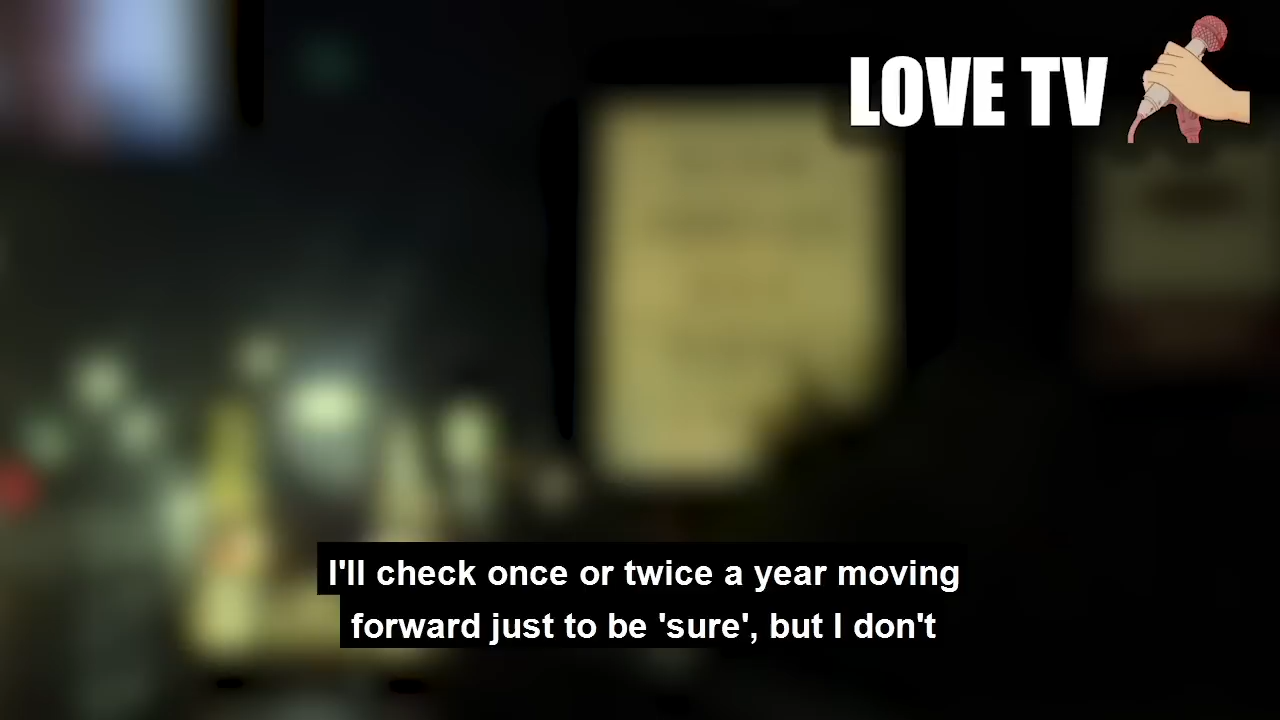 LOVE TV
I'll check once or twice a year moving
forward just to be 'sure', but I don't